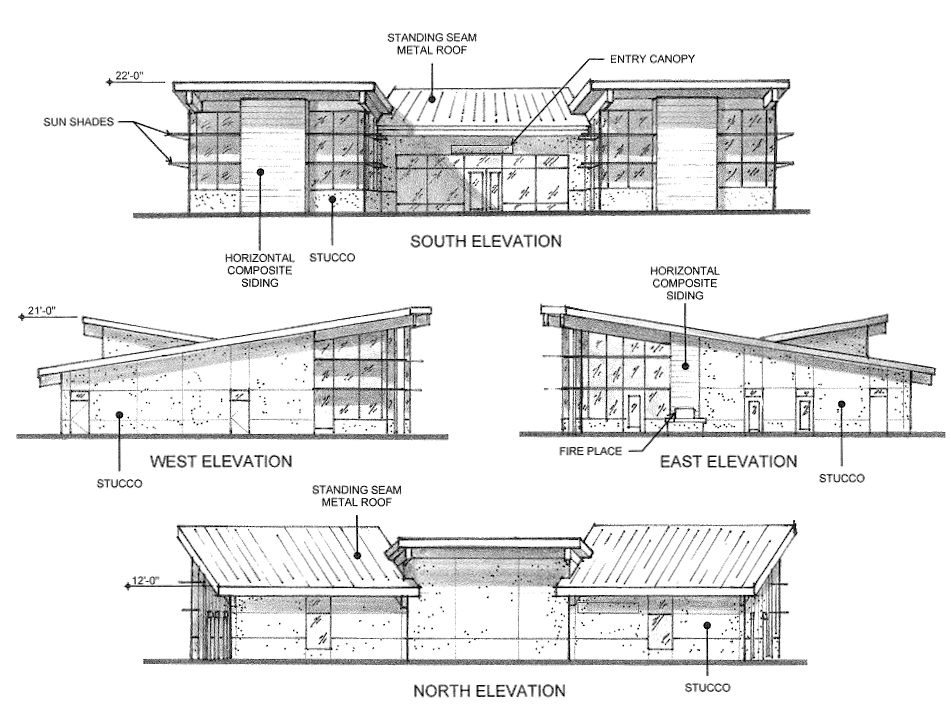 STANDING SEAM
METAL ROOF
ENTRY CANOPY
22'-0"
SUN SHADES
SOUTH ELEVATION
HORIZONTAL
COMPOSITE
SIDING
STUCCO
HORIZONTAL
COMPOSITE
SIDING
21'-0"
WEST ELEVATION
STUCCO
FIRE PLACE
EAST ELEVATION
STUCCO
STANDING SEAM
METAL ROOF
12'-0"
NORTH ELEVATION
STUCCO